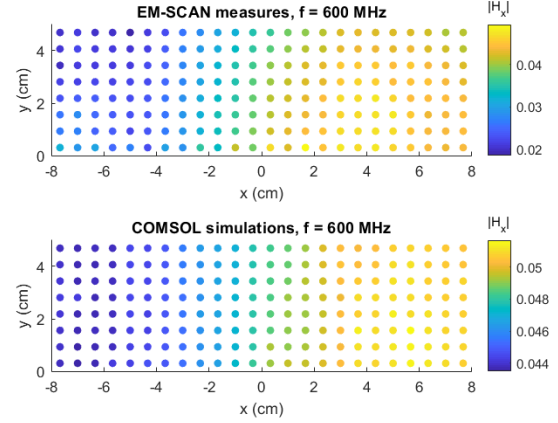 EM-SCAN measures, f = 600 MHz
|H_x|
y (cm)
4
2
0
-8 -6 -4 -2 0 2 4 6 8
x (cm)
0.04
0.03
0.02
COMSOL simulations, f = 600 MHz
|H_x|
y (cm)
4
2
0
-8 -6 -4 -2 0 2 4 6 8
x (cm)
0.05
0.048
0.046
0.044